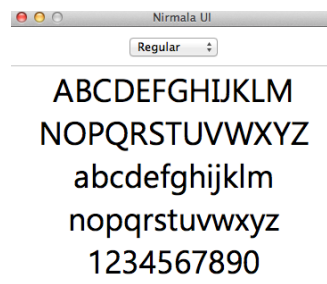 Nirmala UI
Regular
ABCDEFGHIJKLM
NOPQRSTUVWXYZ
abcdefghijklm
nopqrstuvwxyz
1234567890